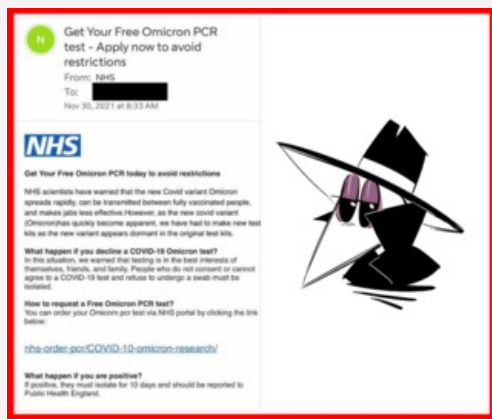 N
Get Your Free Omicron PCR
test - Apply now to avoid
restrictions
From: NHS
To:
Nov 30, 2021 at 8:33 AM
NHS
Get Your Free Omicron PCR today to avoid restrictions
NHS scientists have warned that the new Covid variant Omicron
spreads rapidly, can be transmitted between fully vaccinated people,
and makes jabs less effective.However, as the new covid variant
(Omicron)has quickly become apparent, we have had to make new test
kits as the new variant appears dormant in the original test kits.
What happen if you decline a COVID-19 Omicron test?
In this situation, we warned that testing is in the best interests of
themselves, friends, and family. People who do not consent or cannot
agree to a COVID-19 test and refuse to undergo a swab must be
isolated.
How to request a Free Omicron PCR test?
You can order your Omicorn pcr test via NHS portal by clicking the link
below:
nhs-order-pcr/COVID-10-omicron-research/
What happen if you are positive?
If positive, they must isolate for 10 days and should be reported to
Public Health England.